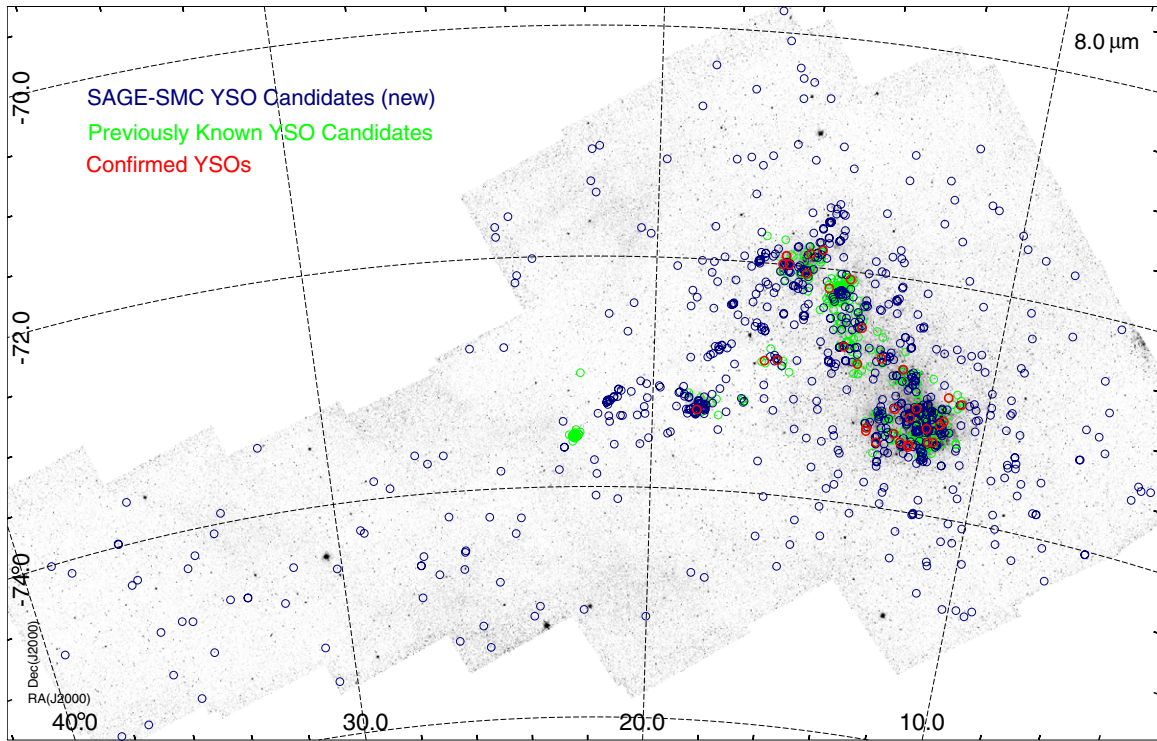 8.0 μm
SAGE-SMC YSO Candidates (new)
Previously Known YSO Candidates
Confirmed YSOs
-70.0
-72.0
-74.0
Dec(J2000)
RA(J2000)
40.0
30.0
20.0
10.0